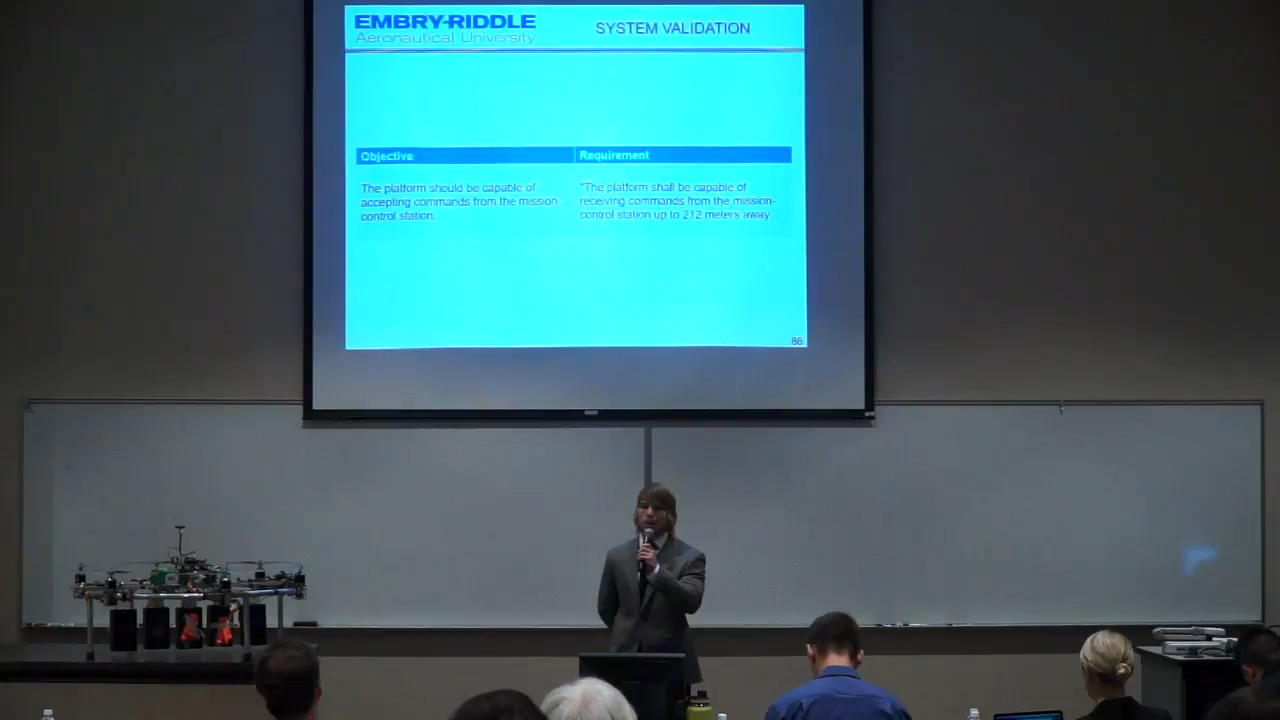 EMBRY-RIDDLE
Aeronautical University
SYSTEM VALIDATION
Objective
Requirement
The platform should be capable of
accepting commands from the mission-
control station.
"The platform shall be capable of
receiving commands from the mission-
control station up to 212 meters away.
86